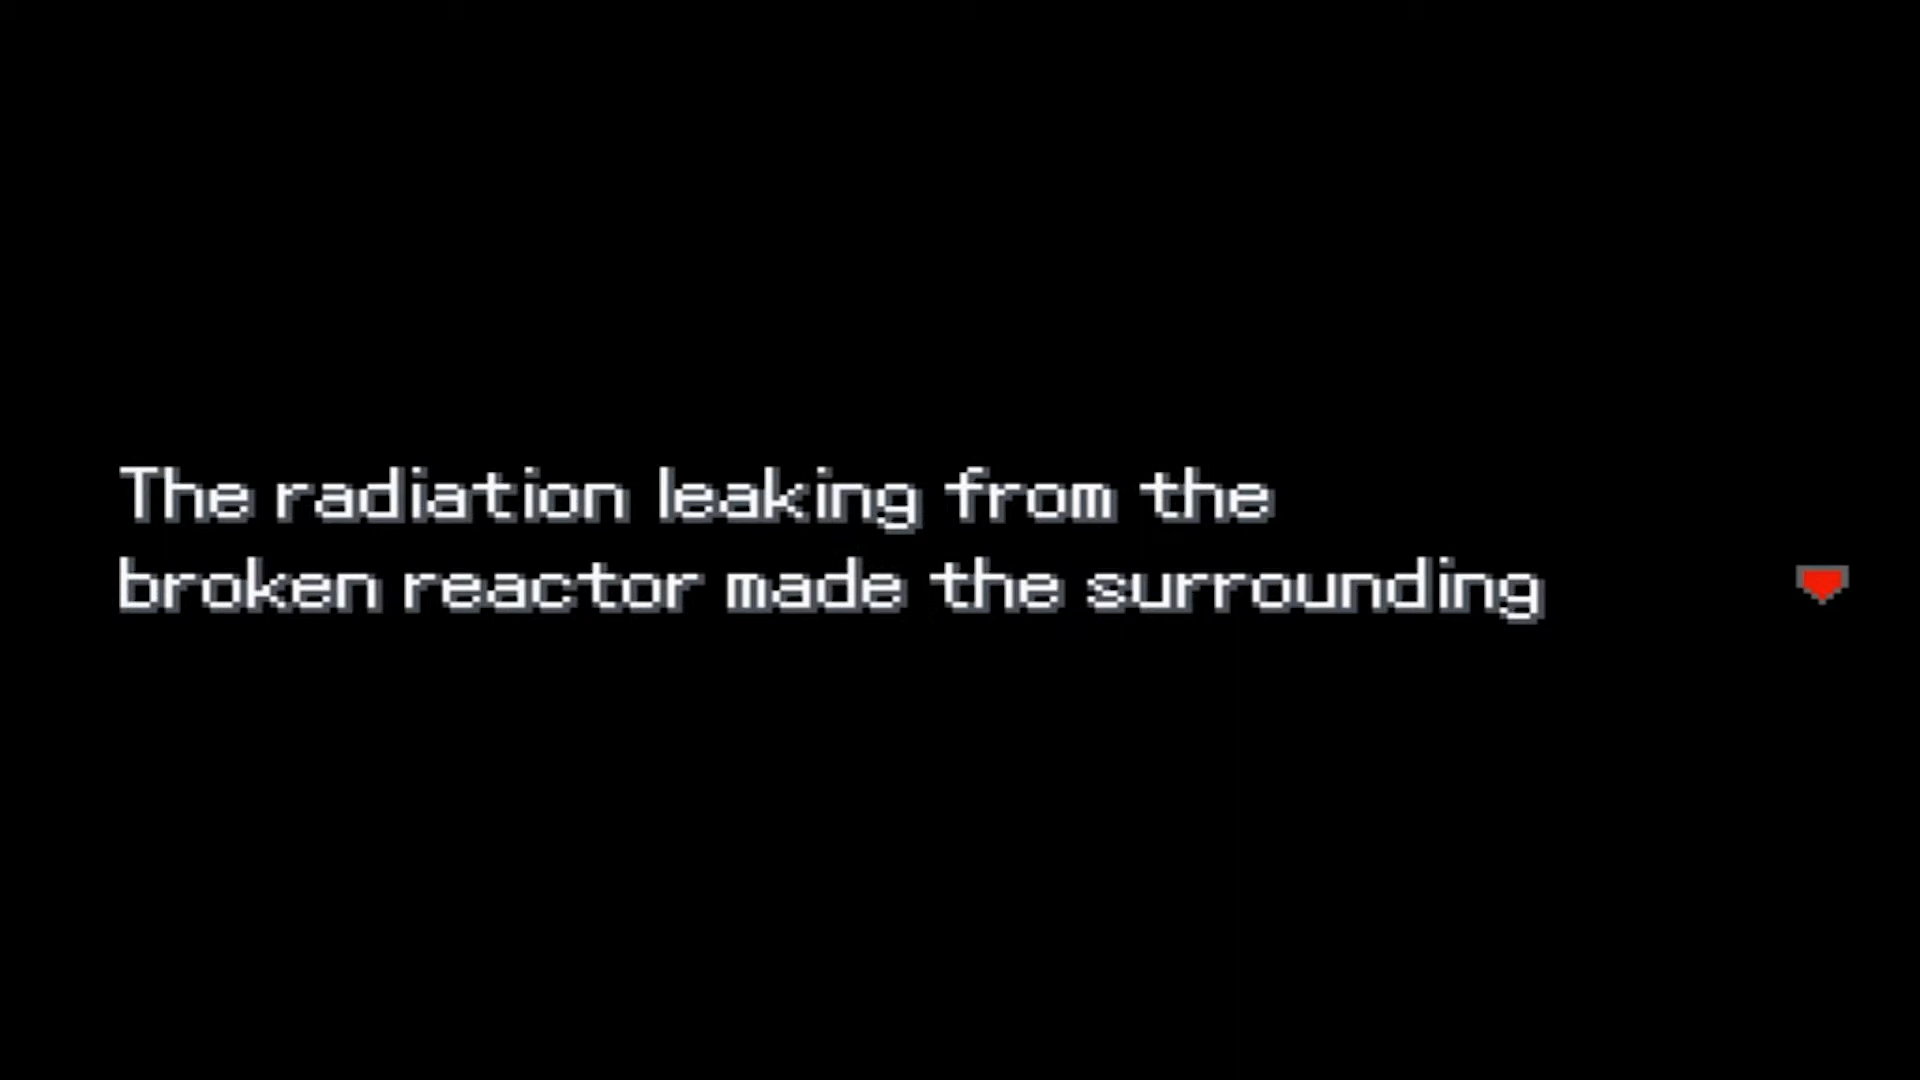 The radiation leaking from the
broken reactor made the surrounding